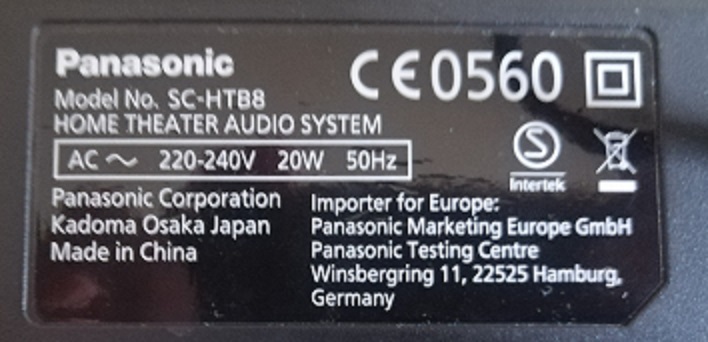 Panasonic
CE0560
Model No. SC-HTB8
HOME THEATER AUDIO SYSTEM
AC ~ 220-240V 20W 50Hz
S
Intertek
Panasonic Corporation
Kadoma Osaka Japan
Made in China
Importer for Europe:
Panasonic Marketing Europe GmbH
Panasonic Testing Centre
Winsbergring 11, 22525 Hamburg,
Germany